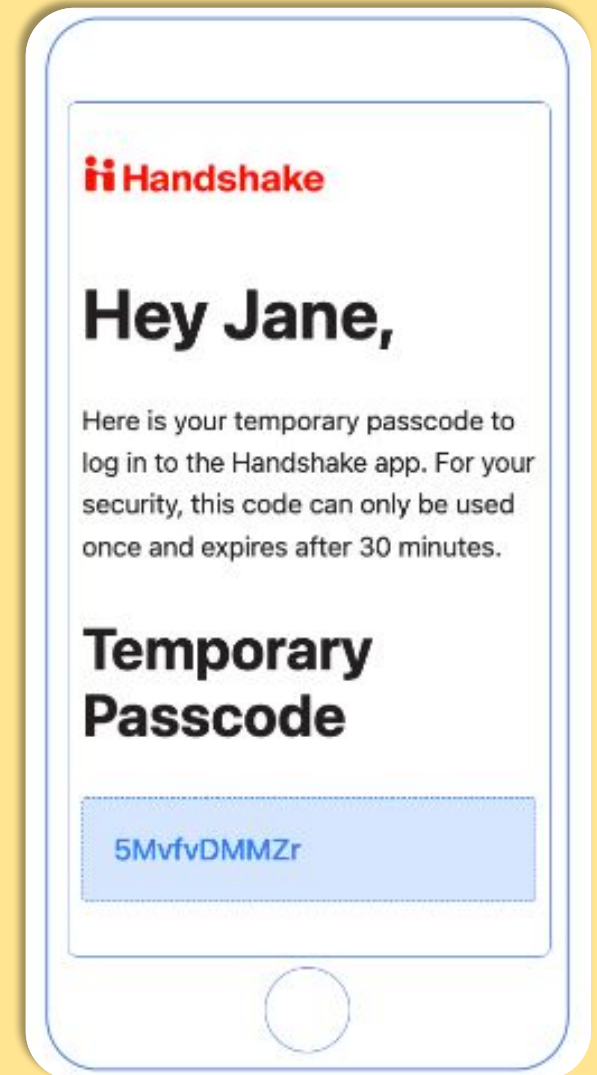 Handshake
Hey Jane,
Here is your temporary passcode to
log in to the Handshake app. For your
security, this code can only be used
once and expires after 30 minutes.
Temporary
Passcode
5MvfvDMMZr